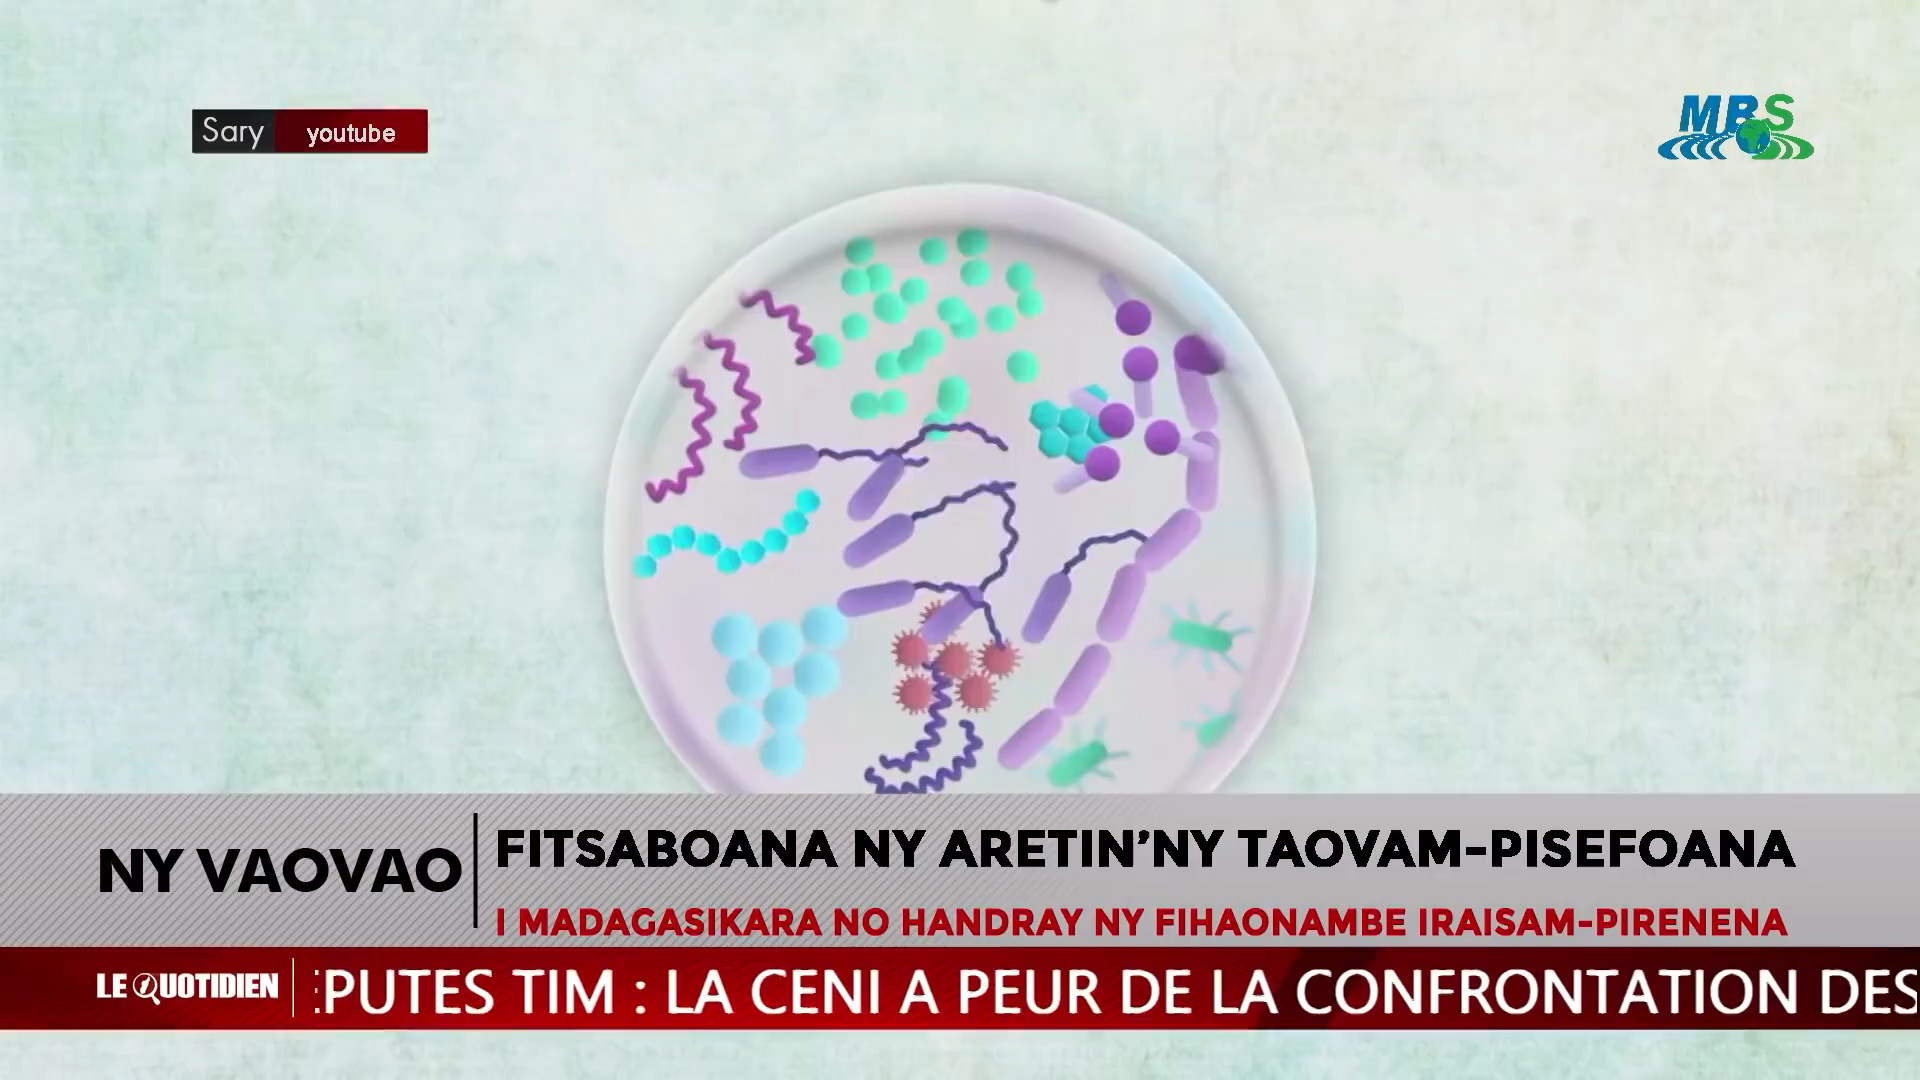 Sary youtube
MBS
NY VAOVAO
FITSABOANA NY ARETIN'NY TAOVAM-PISEFOANA
I MADAGASIKARA NO HANDRAY NY FIHAONAMBE IRAISAM-PIRENENA
LE QUOTIDIEN
EPUTES TIM : LA CENI A PEUR DE LA CONFRONTATION DES